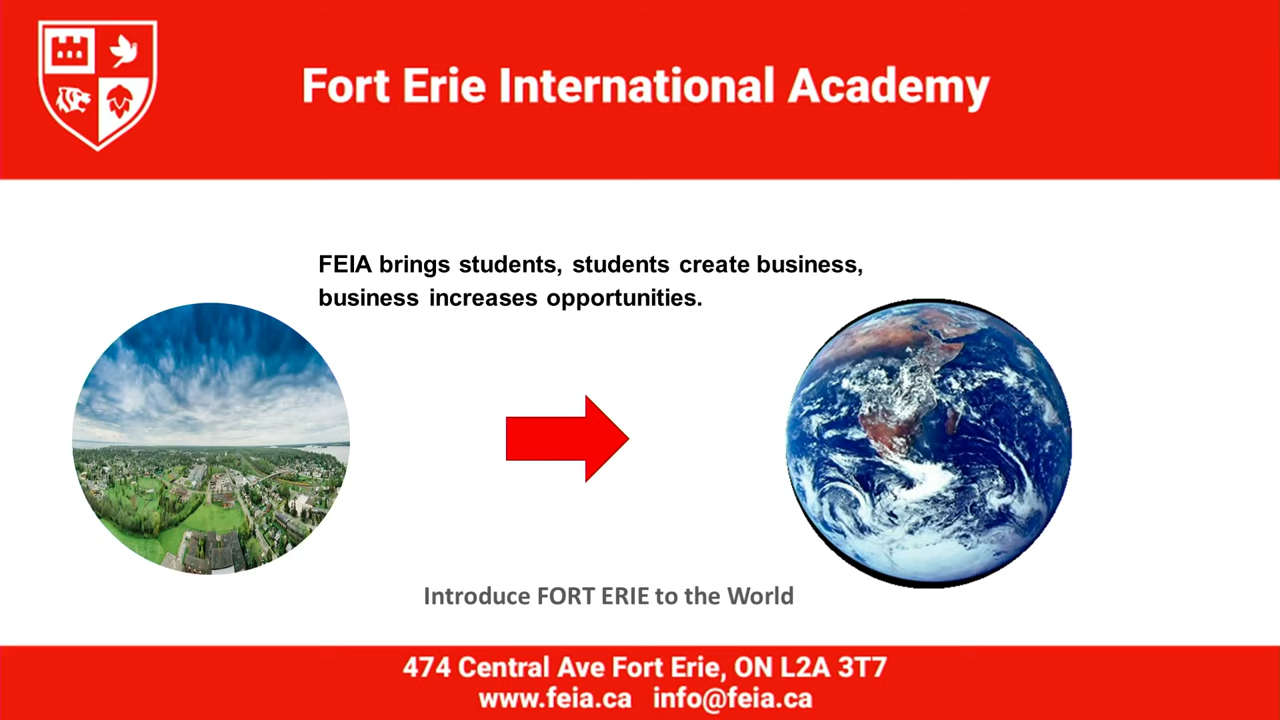 Fort Erie International Academy
FEIA brings students, students create business,
business increases opportunities.
Introduce FORT ERIE to the World
474 Central Ave Fort Erie, ON L2A 3T7
www.feia.ca info@feia.ca